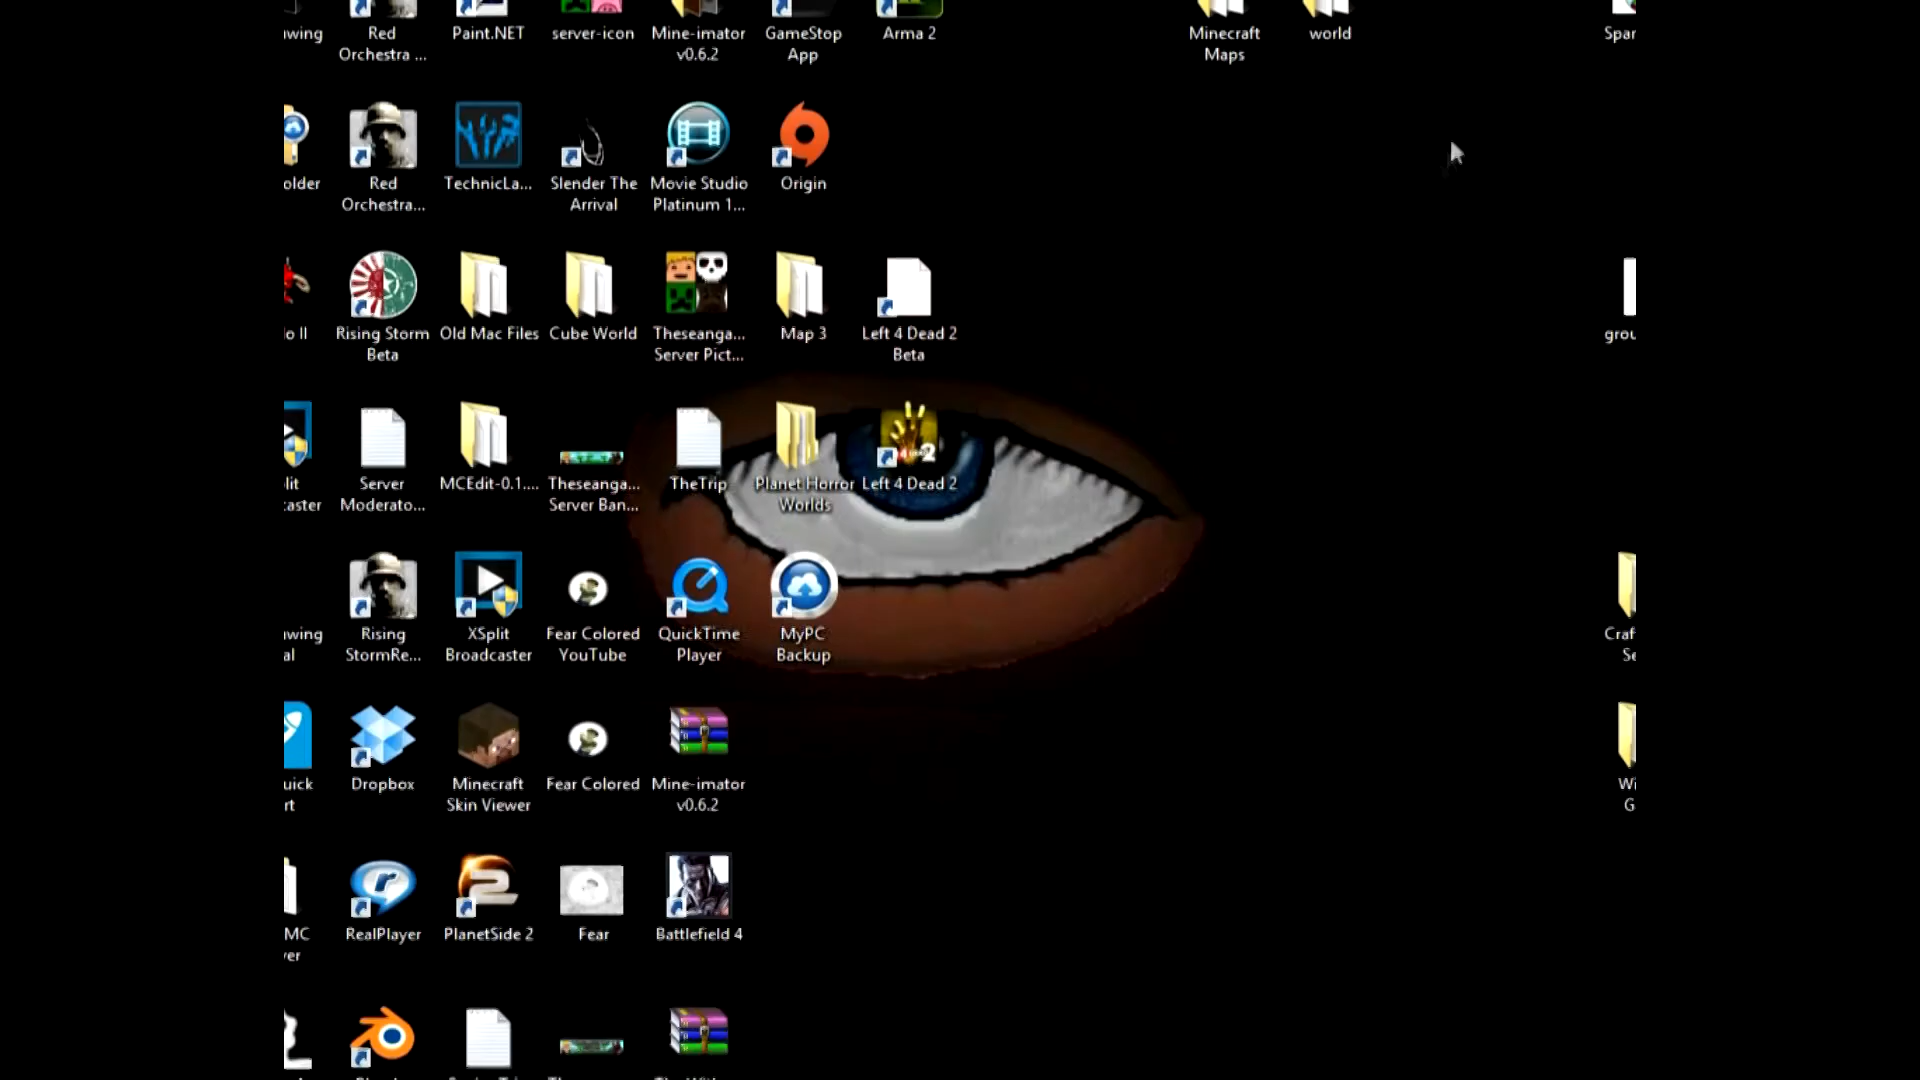 awing
Red
Orchestra ...
Paint.NET
server-icon
Mine-imator
v0.6.2
GameStop
App
Arma 2
Minecraft
Maps
world
Spar
older
Red
Orchestra...
TechnicLa...
Slender The
Arrival
Movie Studio
Platinum 1...
Origin
lo II
Rising Storm
Beta
Old Mac Files
Cube World
Theseanga...
Server Pict...
Map 3
Left 4 Dead 2
Beta
grou
lit
caster
Server
Moderato...
MCEdit-0.1....
Theseanga...
Server Ban...
TheTrip
Planet Horror
Worlds
Left 4 Dead 2
awing
al
Rising
StormRe...
XSplit
Broadcaster
Fear Colored
YouTube
QuickTime
Player
MyPC
Backup
Craf
Se
uick
rt
Dropbox
Minecraft
Skin Viewer
Fear Colored
Mine-imator
v0.6.2
Wi
G
MC
ver
RealPlayer
PlanetSide 2
Fear
Battlefield 4